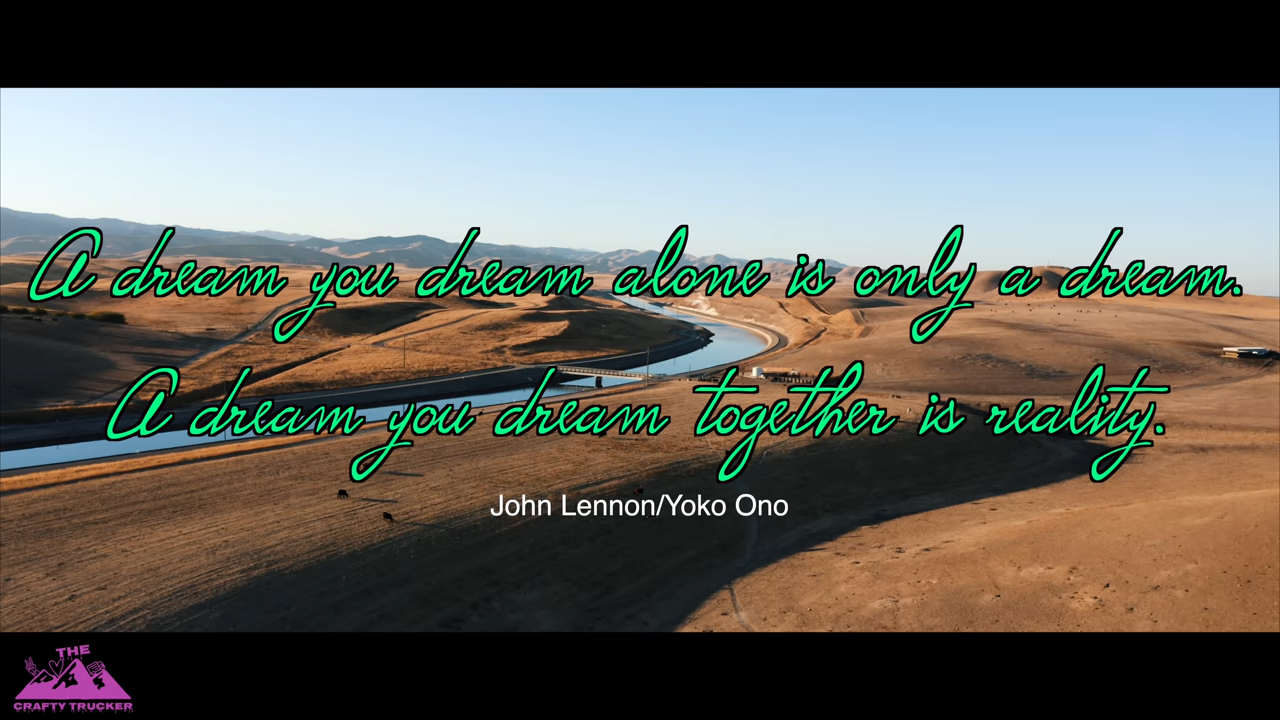 A dream you dream alone is only a dream.
A dream you dream together is reality.
John Lennon/Yoko Ono
THE
CRAFTY TRUCKER